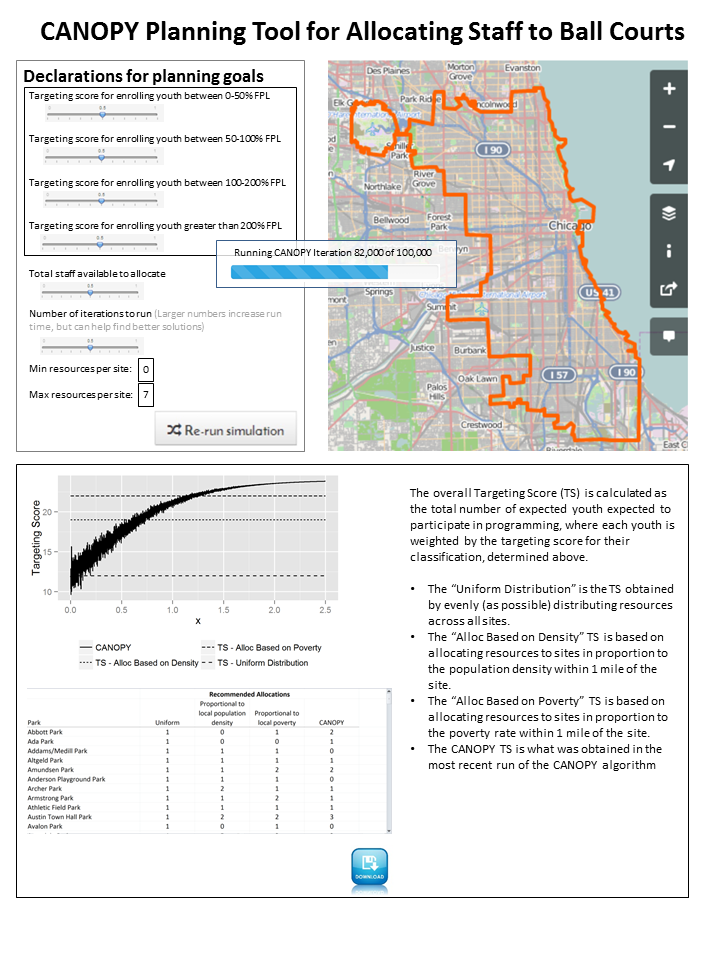 CANOPY Planning Tool for Allocating Staff to Ball Courts
Declarations for planning goals
Targeting score for enrolling youth between 0-50% FPL
0.5
1
Targeting score for enrolling youth between 50-100% FPL
0.5
1
Targeting score for enrolling youth between 100-200% FPL
0.5
1
Targeting score for enrolling youth greater than 200% FPL
0.5
1
Total staff available to allocate
0.5
1
Number of iterations to run (Larger numbers increase run
time, but can help find better solutions)
0.5
1
Min resources per site: 0
Max resources per site: 7
Re-run simulation
Running CANOPY Iteration 82,000 of 100,000
Des Plaines
Morton
Grove
Evanston
Elk G
Park Ridge
Lincolnwood
International Airport
Schiller
Park
I 90
River
Grove
Northlake
Bellwood
Forest
Park
Chicago
Berwyn
Springs
Chicago International Airport
US 41
mont
Summit
en
Justice
Burbank
Oak Lawn
I 57
I 90
Palos
Hills
Crestwood
Riverdale
East C
Targeting Score
20
15
10
0.0 0.5 1.0 1.5 2.0 2.5
x
CANOPY
TS - Alloc Based on Poverty
TS - Alloc Based on Density
TS - Uniform Distribution
Recommended Allocations
Park Uniform Proportional to local population density Proportional to local poverty CANOPY
Abbott Park 1 0 1 2
Ada Park 1 0 0 1
Addams/Medill Park 1 1 1 0
Altgeld Park 1 1 1 1
Amundsen Park 1 1 2 2
Anderson Playground Park 1 1 1 0
Archer Park 1 2 1 1
Armstrong Park 1 1 2 1
Athletic Field Park 1 1 1 1
Austin Town Hall Park 1 2 2 3
Avalon Park 1 0 1 0
DOWNLOAD
The overall Targeting Score (TS) is calculated as
the total number of expected youth expected to
participate in programming, where each youth is
weighted by the targeting score for their
classification, determined above.
• The “Uniform Distribution” is the TS obtained
by evenly (as possible) distributing resources
across all sites.
• The “Alloc Based on Density” TS is based on
allocating resources to sites in proportion to
the population density within 1 mile of the
site.
• The “Alloc Based on Poverty” TS is based on
allocating resources to sites in proportion to
the poverty rate within 1 mile of the site.
• The CANOPY TS is what was obtained in the
most recent run of the CANOPY algorithm